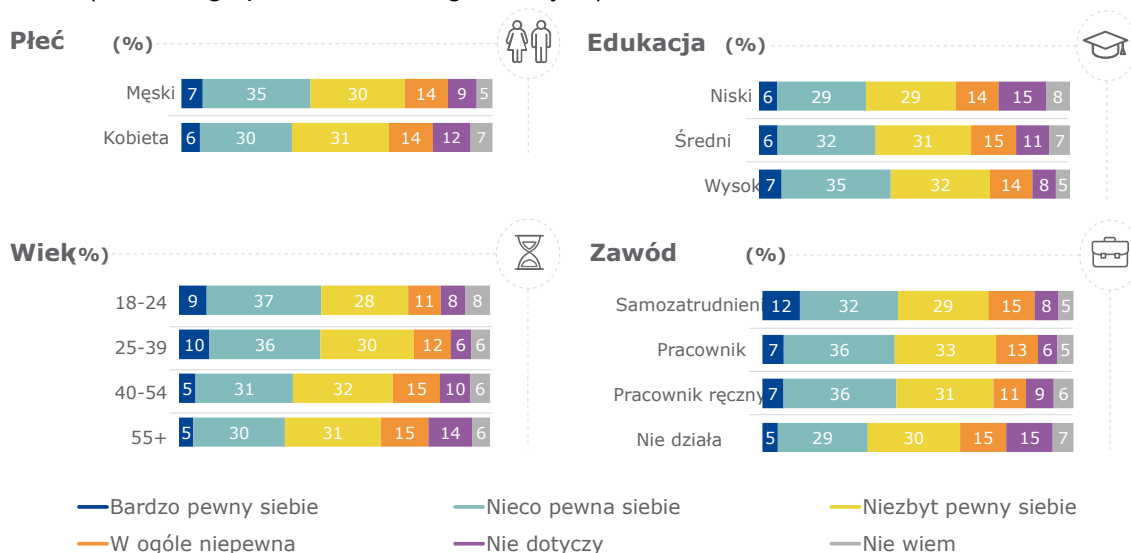 Płeć (%)
Męski 7 35 30 14 9 5
Kobieta 6 30 31 14 12 7
Edukacja (%)
Niski 6 29 29 14 15 8
Średni 6 32 31 15 11 7
Wysok 7 35 32 14 8 5
Wiek (%)
18-24 9 37 28 11 8 8
25-39 10 36 30 12 6 6
40-54 5 31 32 15 10 6
55+ 5 30 31 15 14 6
Zawód (%)
Samozatrudnieni 12 32 29 15 8 5
Pracownik 7 36 33 13 6 5
Pracownik ręczny 7 36 31 11 9 6
Nie działa 5 29 30 15 15 7
Bardzo pewny siebie Nieco pewna siebie Niezbyt pewny siebie
W ogóle niepewna Nie dotyczy Nie wiem